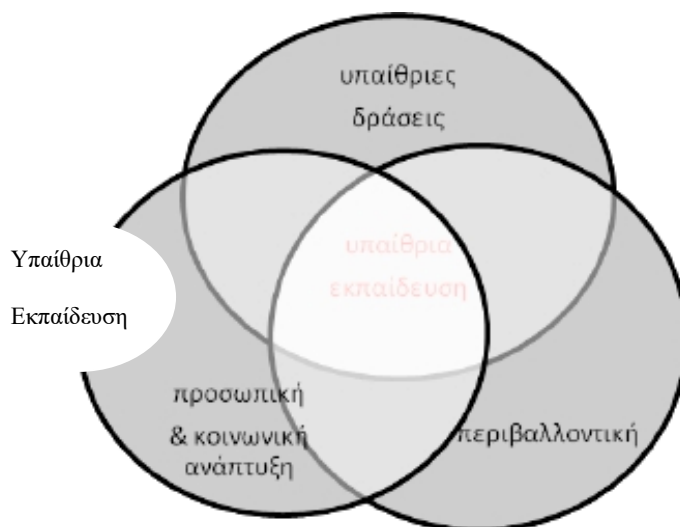 υπαίθριες
δράσεις
υπαίθρια
εκπαίδευση
Υπαίθρια
Εκπαίδευση
προσωπική
& κοινωνική
ανάπτυξη
περιβαλλοντική